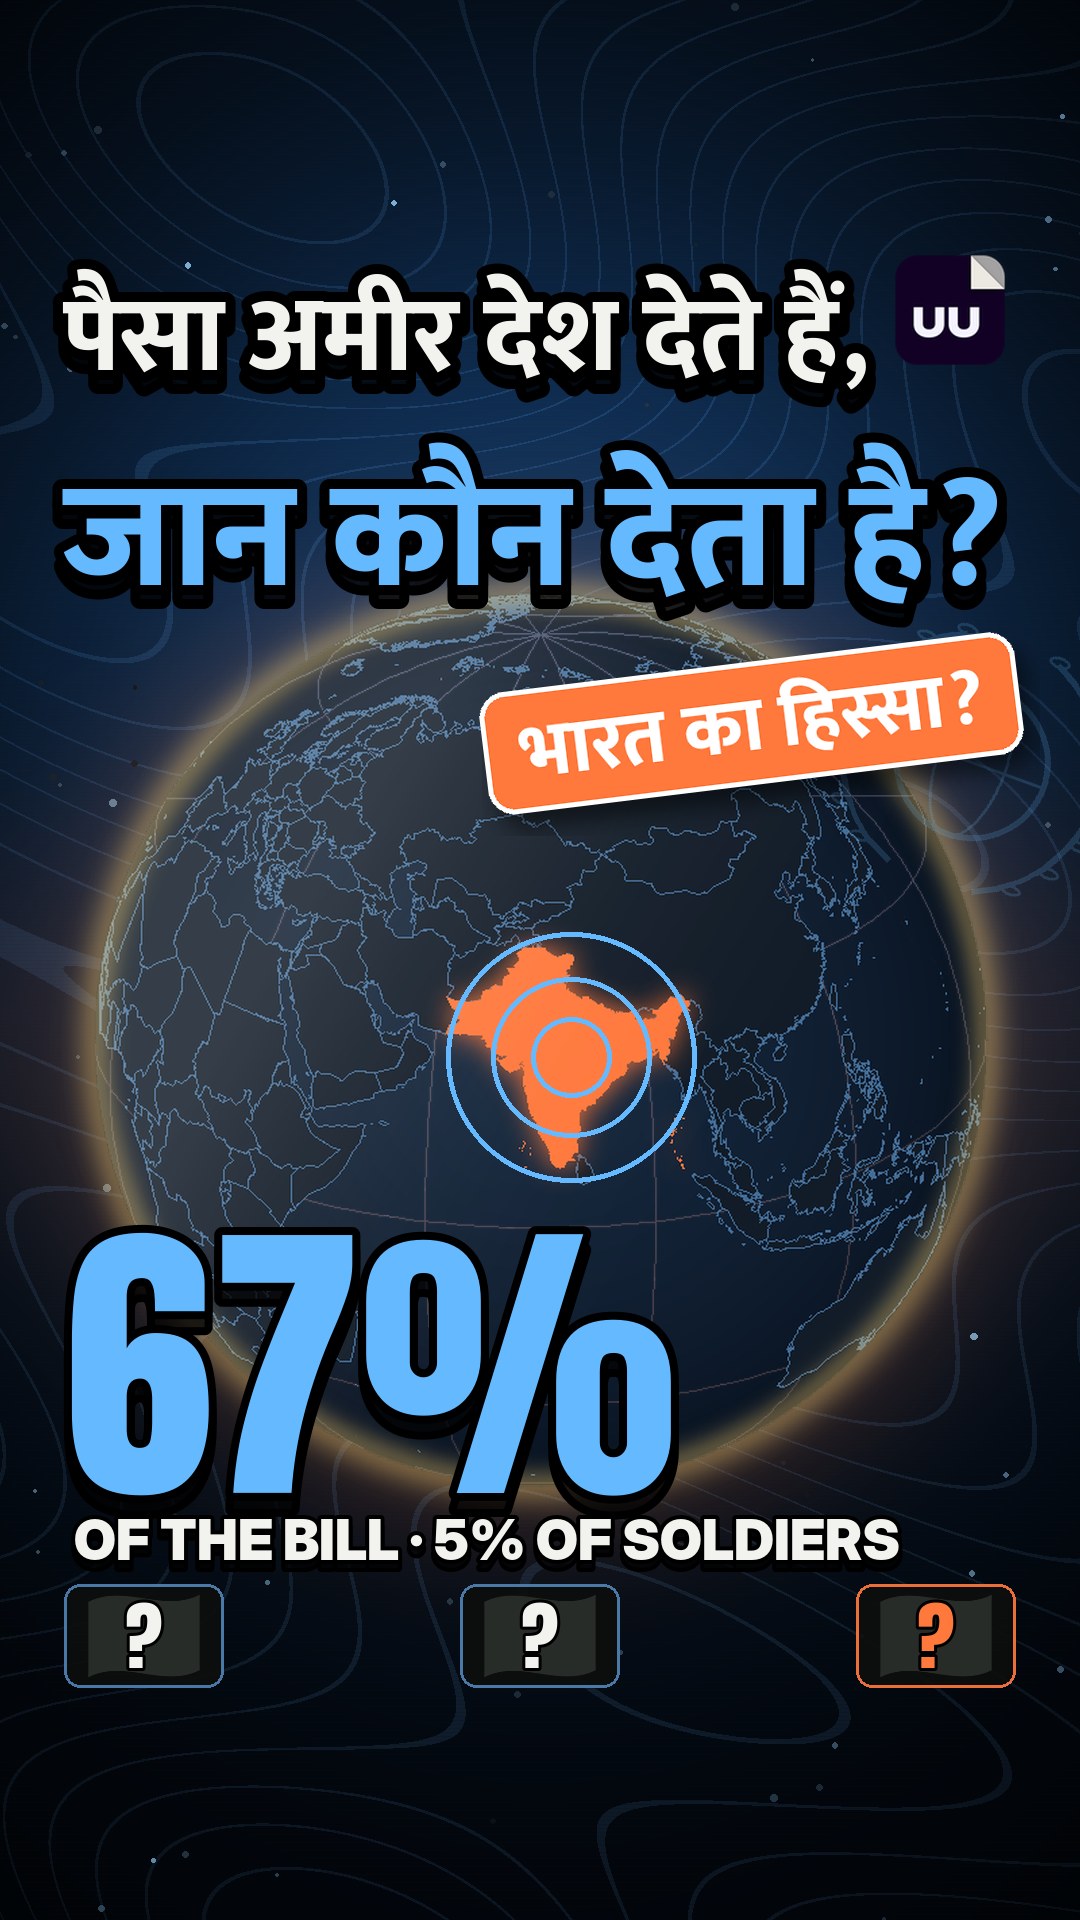 पैसा अमीर देश देते हैं,
UU
जान कौन देता है?
भारत का हिस्सा?
67%
OF THE BILL · 5% OF SOLDIERS
? ? ?